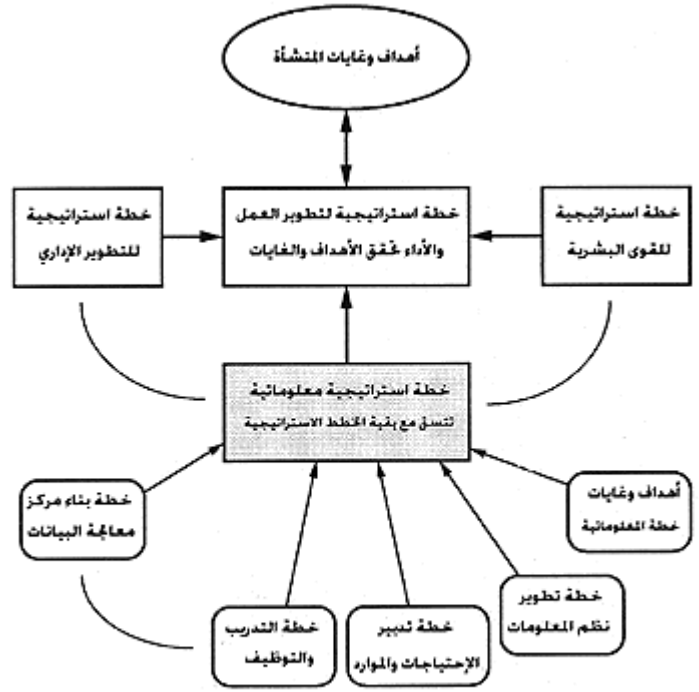 أهداف وغايات المنشأة
خطة استراتيجية
للقوى البشرية
خطة استراتيجية لتطوير العمل
والأداء تحقق الأهداف والغايات
خطة استراتيجية
للتطوير الإداري
خطة استراتيجية معلوماتية
تتسق مع بقية الخطط الاستراتيجية
أهداف وغايات
خطة المعلوماتية
خطة تطوير
نظم المعلومات
خطة تدبير
الإحتياجات والموارد
خطة التدريب
والتوظيف
خطة بناء مركز
معالجة البيانات